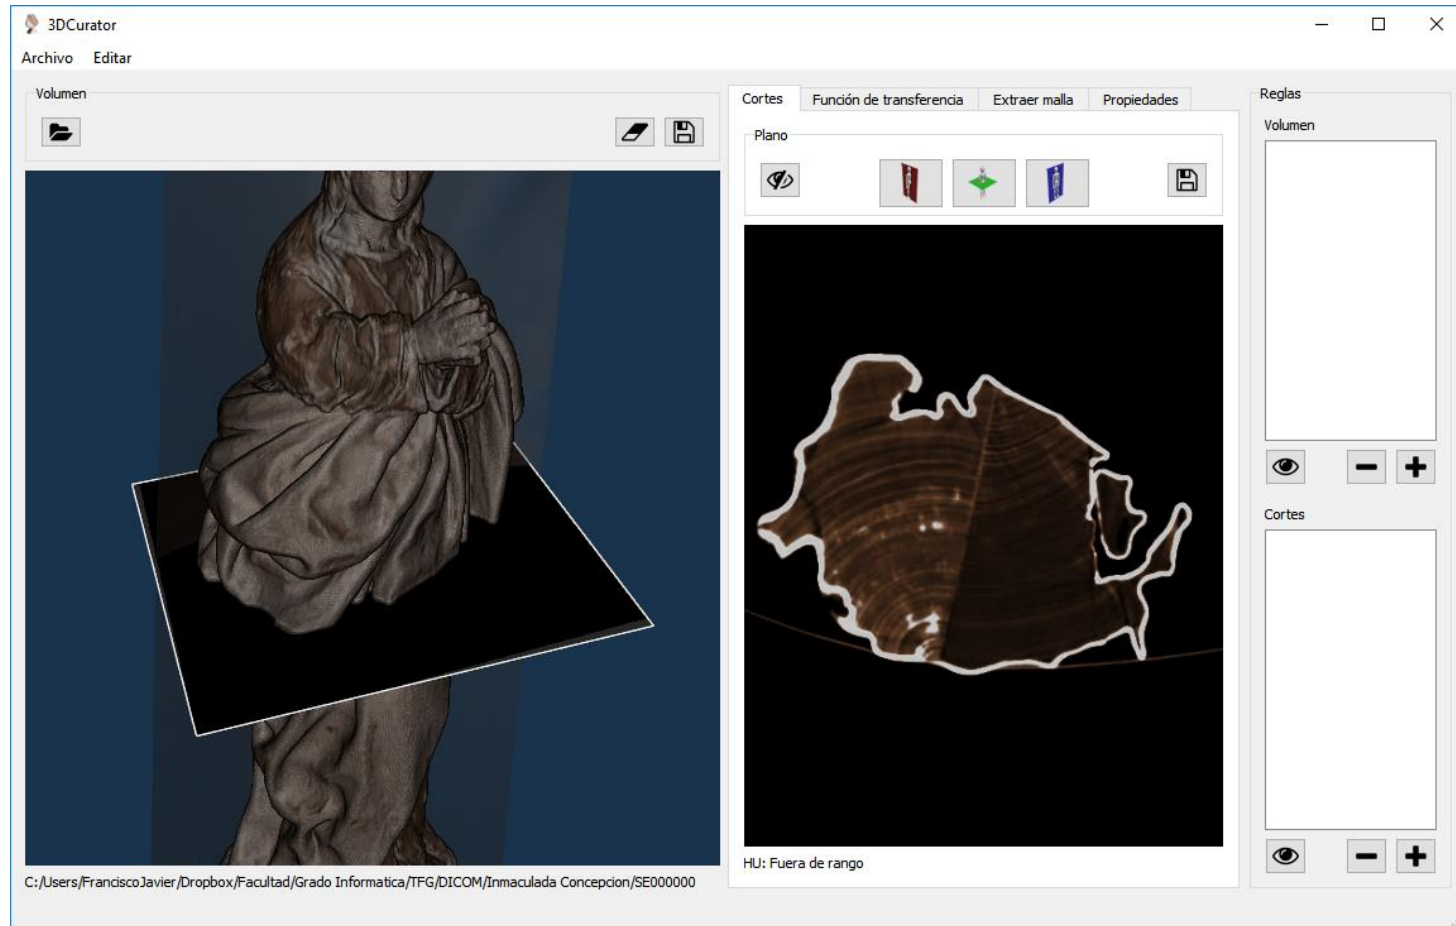 3DCurator
Archivo Editar
Volumen
Cortes Función de transferencia Extraer malla Propiedades
Plano
HU: Fuera de rango
Reglas
Volumen
Cortes
C:/Users/FranciscoJavier/Dropbox/Facultad/Grado Informatica/TFG/DICOM/Inmaculada Concepcion/SE000000